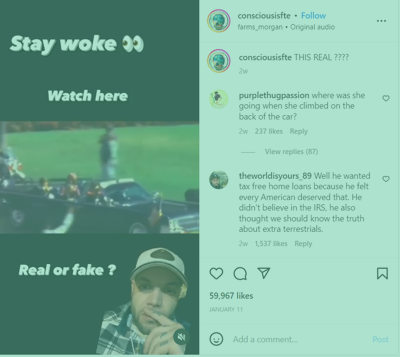 Stay woke 👀
Watch here
Real or fake ?
consciousisfte • Follow
farms_morgan • Original audio
consciousisfte THIS REAL ????
2w
purplethugpassion where was she
going when she climbed on the
back of the car?
2w 237 likes Reply
View replies (87)
theworldisyours_89 Well he wanted
tax free home loans because he felt
every American deserved that. He
didn't believe in the IRS, he also
thought we should know the truth
about extra terrestrials.
2w 1,537 likes Reply
59,967 likes
JANUARY 11
Add a comment...
Post